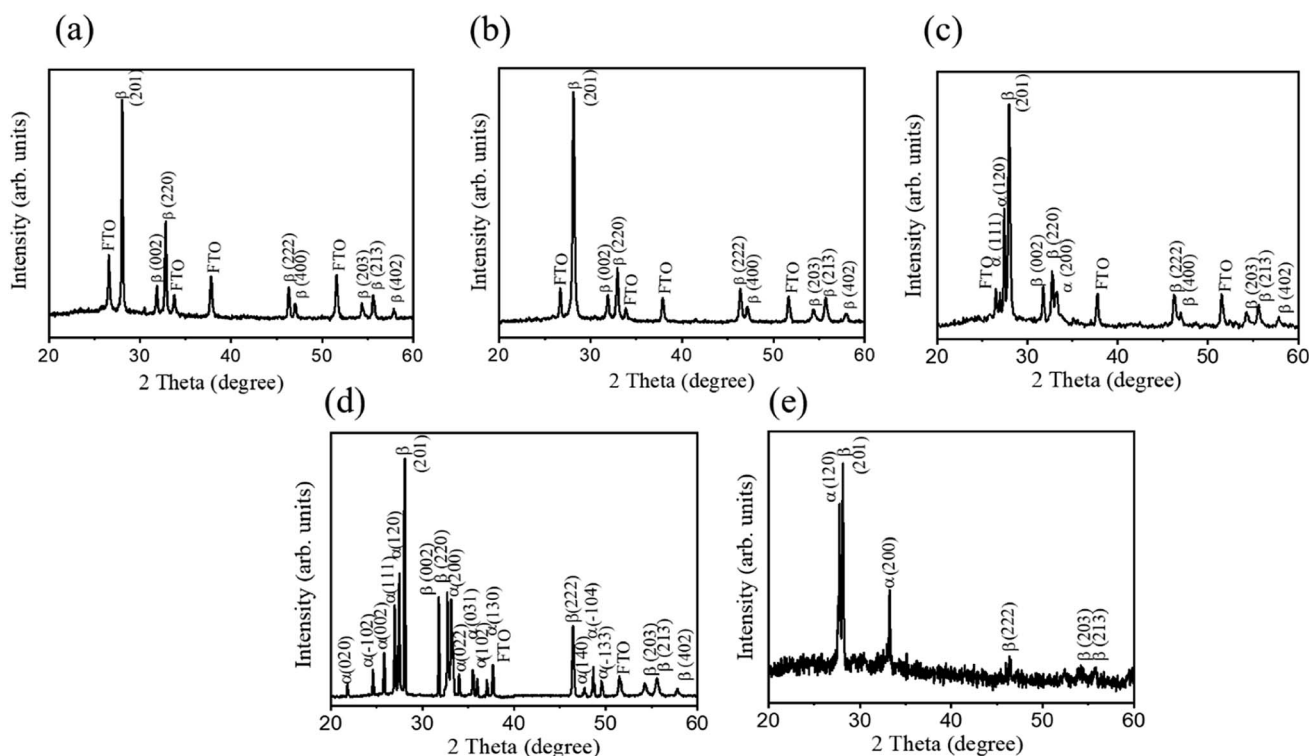 (a)
Intensity (arb. units)
FTO
β
(201)
β (002)
β (220)
FTO
FTO
β (222)
β (400)
FTO
β (203)
β (213)
β (402)
20 30 40 50 60
2 Theta (degree)
(b)
Intensity (arb. units)
FTO
β
(201)
β (002)
β (220)
FTO
FTO
β (222)
β (400)
FTO
β (203)
β (213)
β (402)
20 30 40 50 60
2 Theta (degree)
(c)
Intensity (arb. units)
FTO
α (111)
α(120)
β
(201)
β (002)
β (220)
α (200)
FTO
β (222)
β (400)
FTO
β (203)
β (213)
β (402)
20 30 40 50 60
2 Theta (degree)
(d)
Intensity (arb. units)
α(020)
α(-102)
α(002)
α(111)
α(120)
β
(201)
β (002)
β (220)
α(200)
α(022)
α(031)
α(102)
α(130)
FTO
β(222)
α(140)
α(-104)
α(-133)
FTO
β (203)
β (213)
β (402)
20 30 40 50 60
2 Theta (degree)
(e)
Intensity (arb. units)
α (120)
β
(201)
α(200)
β(222)
β (203)
β (213)
20 30 40 50 60
2 Theta (degree)